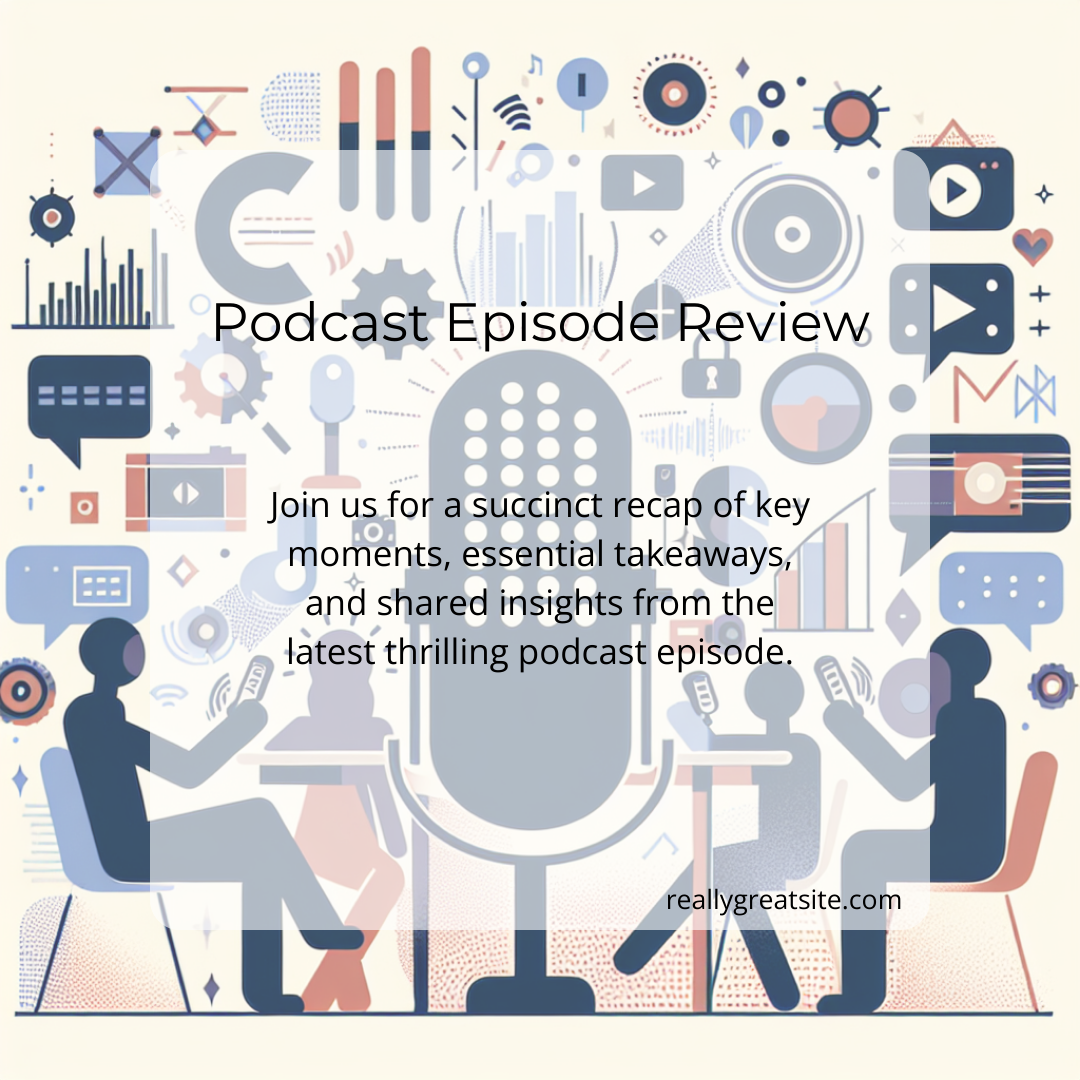 Podcast Episode Review
Join us for a succinct recap of key
moments, essential takeaways,
and shared insights from the
latest thrilling podcast episode.
reallygreatsite.com